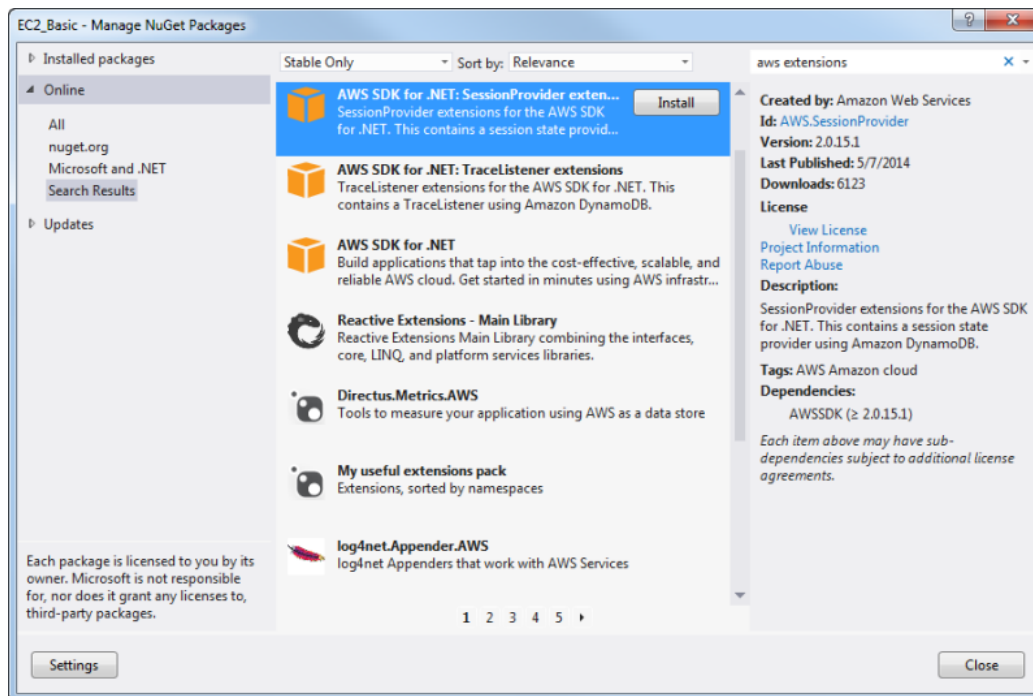 EC2_Basic - Manage NuGet Packages
Installed packages
Online
All
nuget.org
Microsoft and .NET
Search Results
Updates
Each package is licensed to you by its
owner. Microsoft is not responsible
for, nor does it grant any licenses to,
third-party packages.
Stable Only
Sort by: Relevance
AWS SDK for .NET: SessionProvider exten...
SessionProvider extensions for the AWS SDK
for .NET. This contains a session state provid...
Install
AWS SDK for .NET: TraceListener extensions
TraceListener extensions for the AWS SDK for .NET. This
contains a TraceListener using Amazon DynamoDB.
AWS SDK for .NET
Build applications that tap into the cost-effective, scalable, and
reliable AWS cloud. Get started in minutes using AWS infrastr...
Reactive Extensions - Main Library
Reactive Extensions Main Library combining the interfaces,
core, LINQ, and platform services libraries.
Directus.Metrics.AWS
Tools to measure your application using AWS as a data store
My useful extensions pack
Extensions, sorted by namespaces
log4net.Appender.AWS
log4net Appenders that work with AWS Services
1 2 3 4 5
aws extensions
Created by: Amazon Web Services
Id: AWS.SessionProvider
Version: 2.0.15.1
Last Published: 5/7/2014
Downloads: 6123
License
View License
Project Information
Report Abuse
Description:
SessionProvider extensions for the AWS SDK
for .NET. This contains a session state
provider using Amazon DynamoDB.
Tags: AWS Amazon cloud
Dependencies:
AWSSDK (≥ 2.0.15.1)
Each item above may have sub-
dependencies subject to additional license
agreements.
Settings
Close